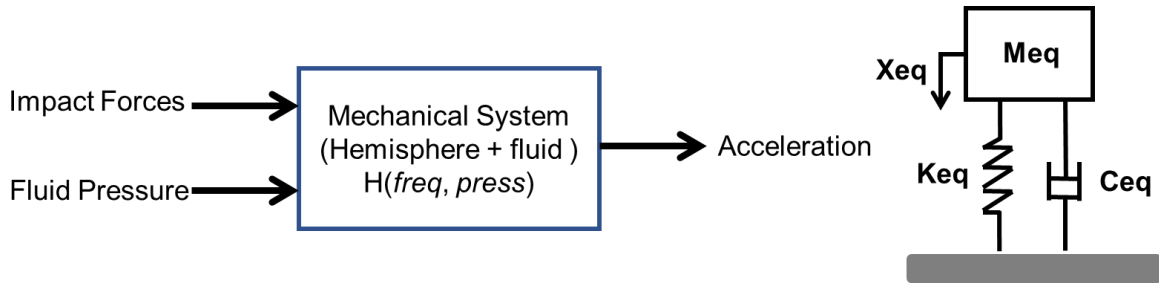 Impact Forces
Fluid Pressure
Mechanical System
(Hemisphere + fluid )
H(freq, press)
Acceleration
Meq
Xeq
Keq
Ceq